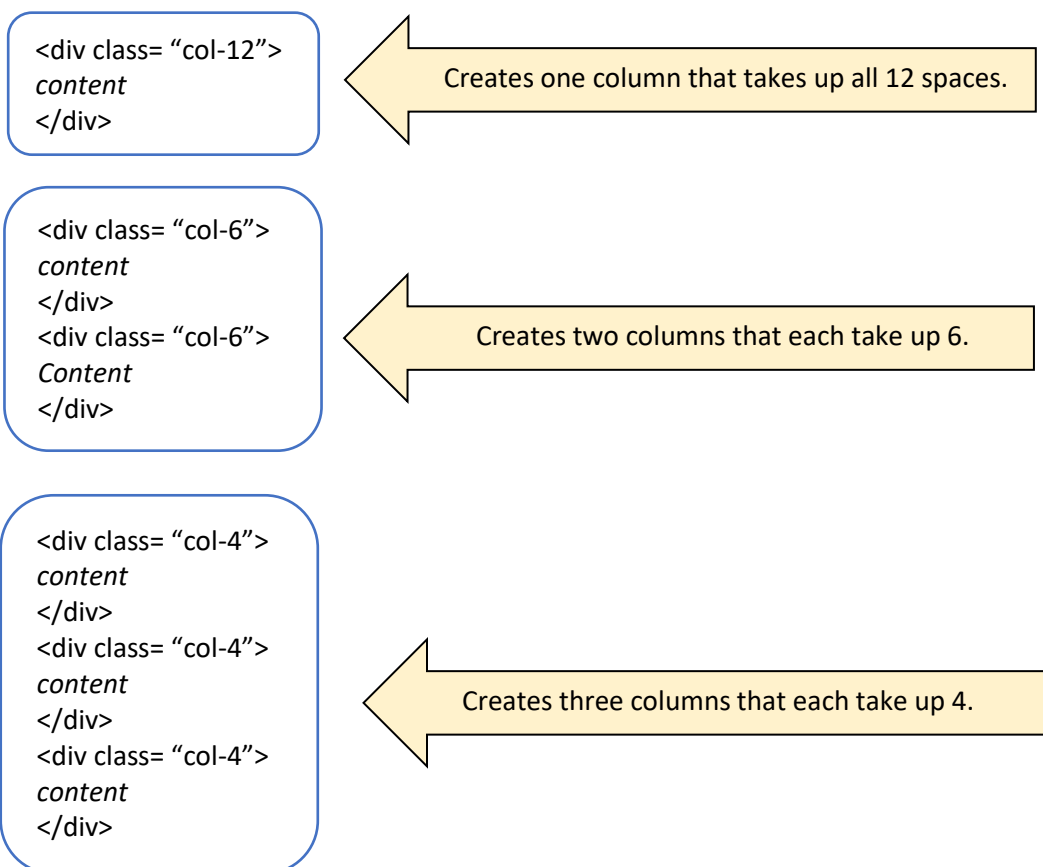 <div class= “col-12”>
content
</div>
Creates one column that takes up all 12 spaces.
<div class= “col-6”>
content
</div>
<div class= “col-6”>
Content
</div>
Creates two columns that each take up 6.
<div class= “col-4”>
content
</div>
<div class= “col-4”>
content
</div>
<div class= “col-4”>
content
</div>
Creates three columns that each take up 4.